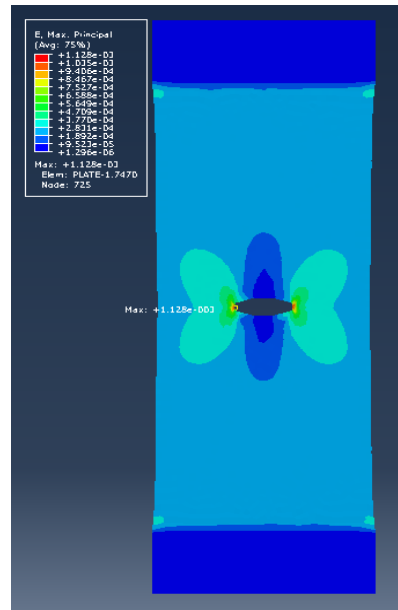 E, Max. Principal
(Avg: 75%)
+1.128e-03
+1.035e-03
+9.406e-04
+8.467e-04
+7.527e-04
+6.588e-04
+5.649e-04
+4.709e-04
+3.770e-04
+2.831e-04
+1.892e-04
+9.523e-05
+1.296e-06
Max: +1.128e-03
Elem: PLATE-1.7470
Node: 725
Max: +1.128e-003